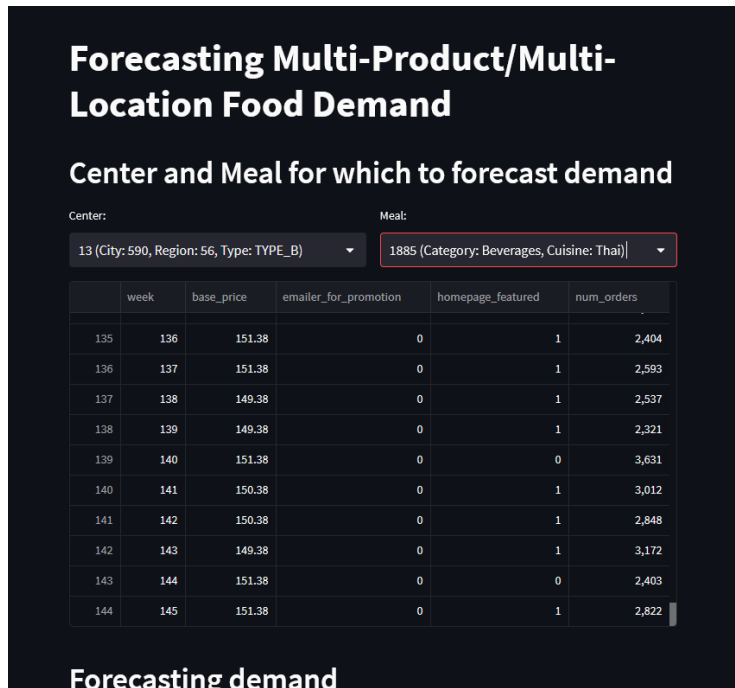 Forecasting Multi-Product/Multi-
Location Food Demand
Center and Meal for which to forecast demand
Center: Meal:
13 (City: 590, Region: 56, Type: TYPE_B) 1885 (Category: Beverages, Cuisine: Thai)
week base_price emailer_for_promotion homepage_featured num_orders
135 136 151.38 0 1 2,404
136 137 151.38 0 1 2,593
137 138 149.38 0 1 2,537
138 139 149.38 0 1 2,321
139 140 151.38 0 0 3,631
140 141 150.38 0 1 3,012
141 142 150.38 0 1 2,848
142 143 149.38 0 1 3,172
143 144 151.38 0 0 2,403
144 145 151.38 0 1 2,822
Forecasting demand